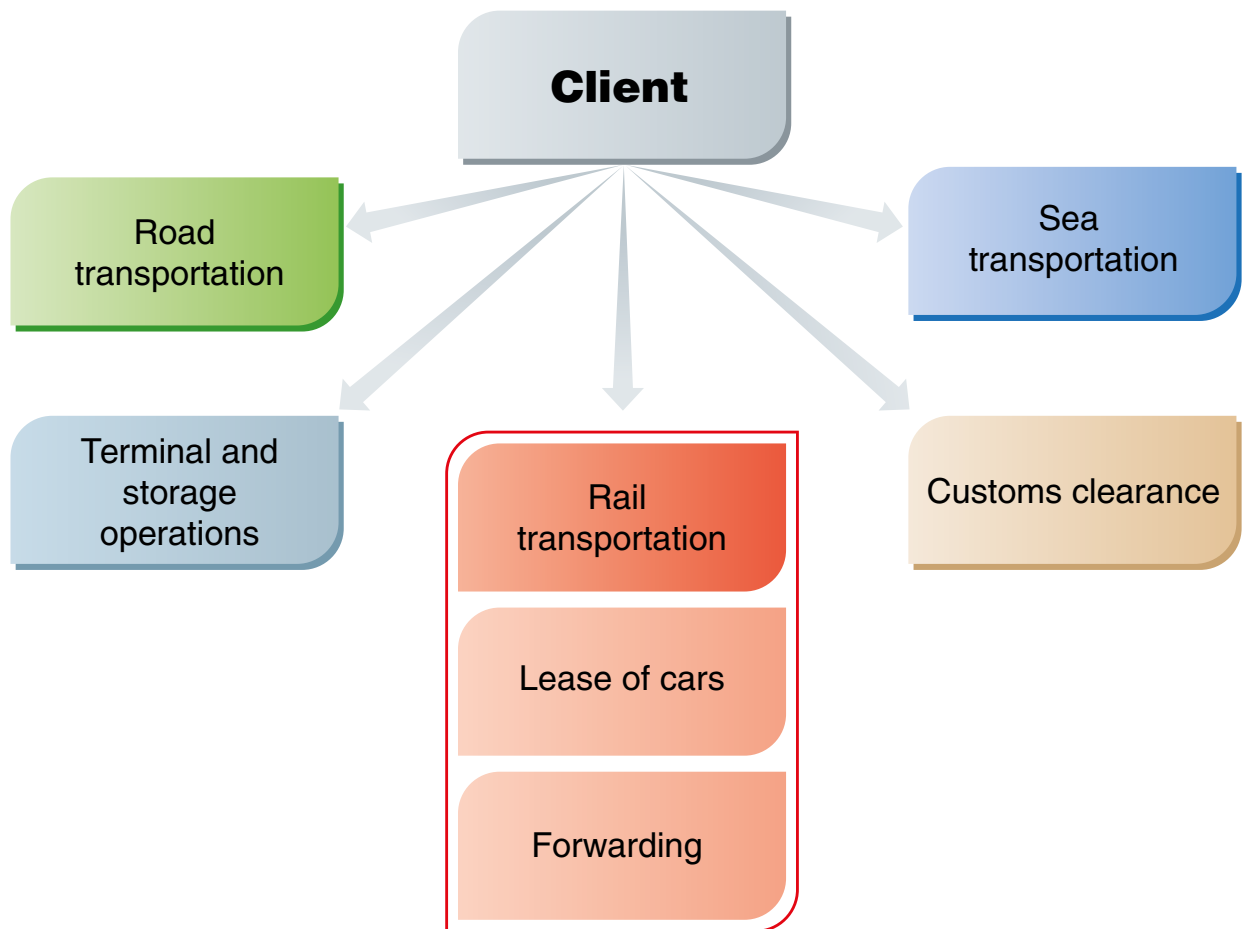 Client
Road
transportation
Sea
transportation
Terminal and
storage
operations
Rail
transportation
Customs clearance
Lease of cars
Forwarding